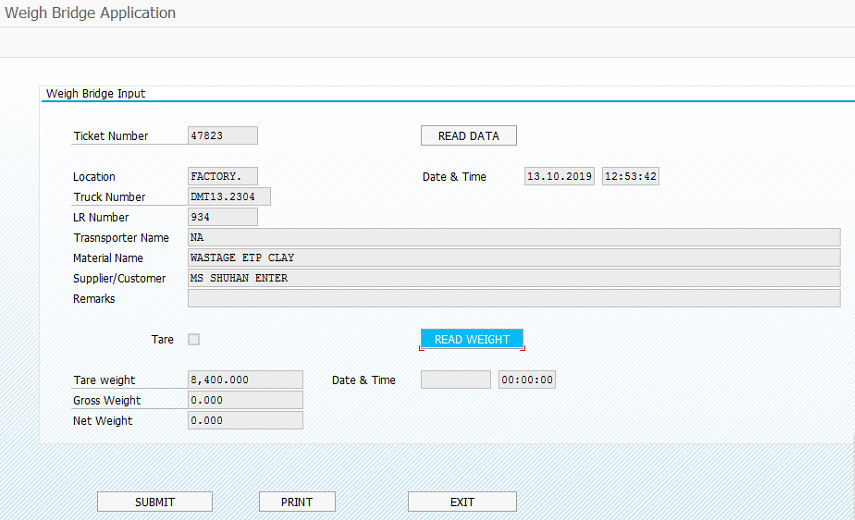 Weigh Bridge Application
Weigh Bridge Input
Ticket Number 47823 READ DATA
Location FACTORY. Date & Time 13.10.2019 12:53:42
Truck Number DMT13.2304
LR Number 934
Trasnsporter Name NA
Material Name WASTAGE ETP CLAY
Supplier/Customer MS SHUHAN ENTER
Remarks
Tare READ WEIGHT
Tare weight 8,400.000 Date & Time 00:00:00
Gross Weight 0.000
Net Weight 0.000
SUBMIT PRINT EXIT